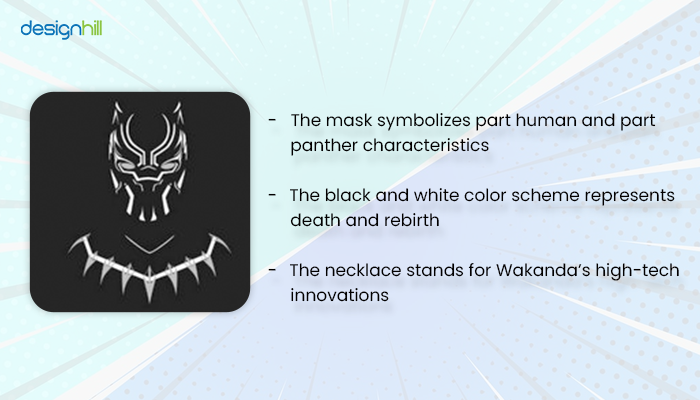 designhill
- The mask symbolizes part human and part
panther characteristics
- The black and white color scheme represents
death and rebirth
- The necklace stands for Wakanda's high-tech
innovations